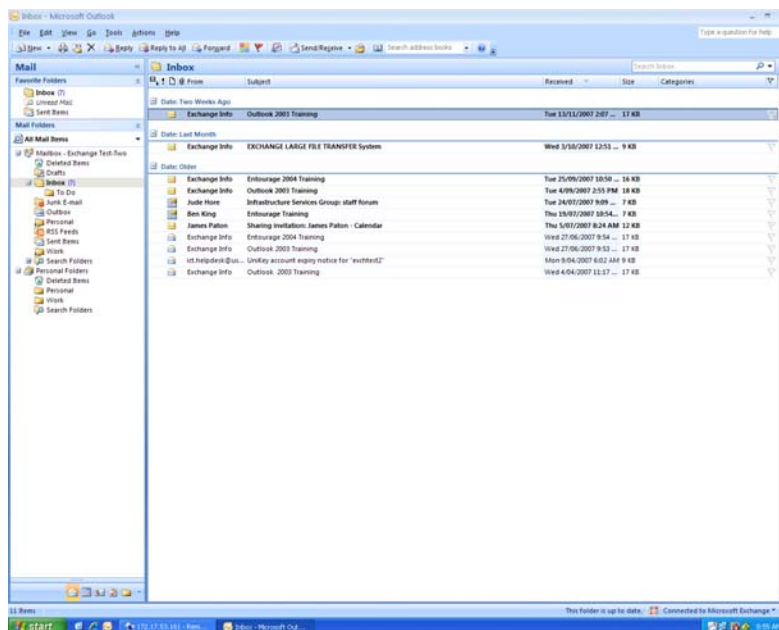 Inbox - Microsoft Outlook
File Edit View Go Tools Actions Help
Type a question for help
New Reply Reply to All Forward Send/Receive Search address books
Mail
Favorite Folders
Inbox (7)
Unread Mail
Sent Items
Mail Folders
All Mail Items
Mailbox - Exchange Test-Two
Deleted Items
Drafts
Inbox (7)
To Do
Junk E-mail
Outbox
Personal
RSS Feeds
Sent Items
Work
Search Folders
Personal Folders
Deleted Items
Personal
Work
Search Folders
Inbox
Search Inbox
From Subject Received Size Categories
Date: Two Weeks Ago
Exchange Info Outlook 2003 Training Tue 13/11/2007 2:07 ... 17 KB
Date: Last Month
Exchange Info EXCHANGE LARGE FILE TRANSFER System Wed 3/10/2007 12:51 ... 9 KB
Date: Older
Exchange Info Entourage 2004 Training Tue 25/09/2007 10:50 ... 16 KB
Exchange Info Outlook 2003 Training Tue 4/09/2007 2:55 PM 18 KB
Jude Hore Infrastructure Services Group: staff forum Tue 24/07/2007 9:09 ... 7 KB
Ben King Entourage Training Thu 19/07/2007 10:54... 7 KB
James Paton Sharing invitation: James Paton - Calendar Thu 5/07/2007 8:24 AM 12 KB
Exchange Info Entourage 2004 Training Wed 27/06/2007 9:54 ... 17 KB
Exchange Info Outlook 2003 Training Wed 27/06/2007 9:53 ... 17 KB
ict.helpdesk@us... UniKey account expiry notice for "exchtest2" Mon 9/04/2007 6:02 AM 9 KB
Exchange Info Outlook 2003 Training Wed 4/04/2007 11:17 ... 17 KB
11 Items
This folder is up to date. Connected to Microsoft Exchange
start
172.17.53.161 - Rem...
Inbox - Microsoft Out...